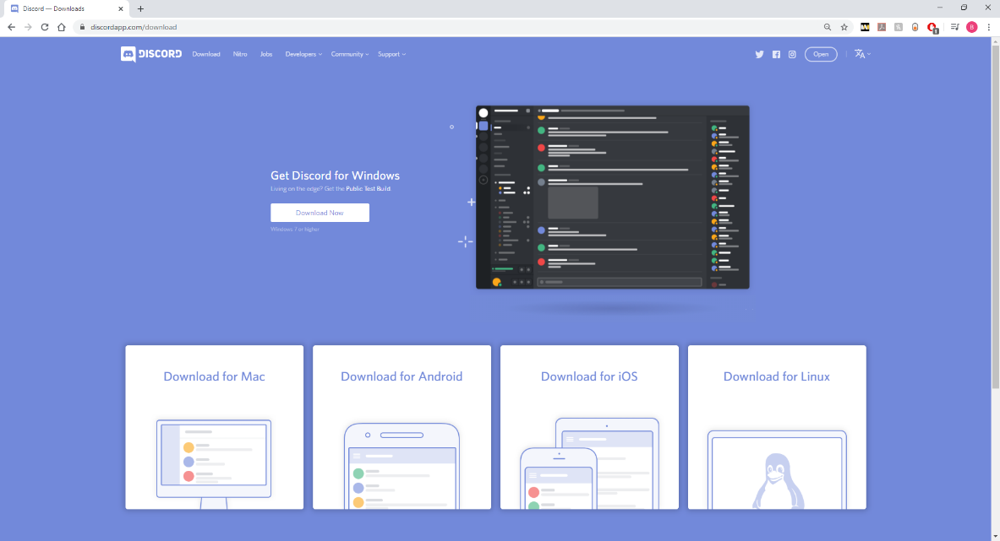 Discord — Downloads
discordapp.com/download
B
1
DISCORD
Download
Nitro
Jobs
Developers
Community
Support
Open
Get Discord for Windows
Living on the edge? Get the Public Test Build
Download Now
Windows 7 or higher
Download for Mac
Download for Android
Download for iOS
Download for Linux